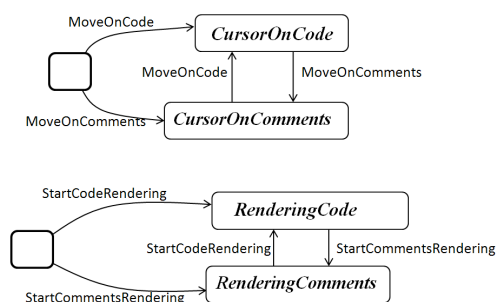 MoveOnCode
CursorOnCode
MoveOnCode
MoveOnComments
MoveOnComments
CursorOnComments
StartCodeRendering
RenderingCode
StartCodeRendering
StartCommentsRendering
RenderingComments
StartCommentsRendering